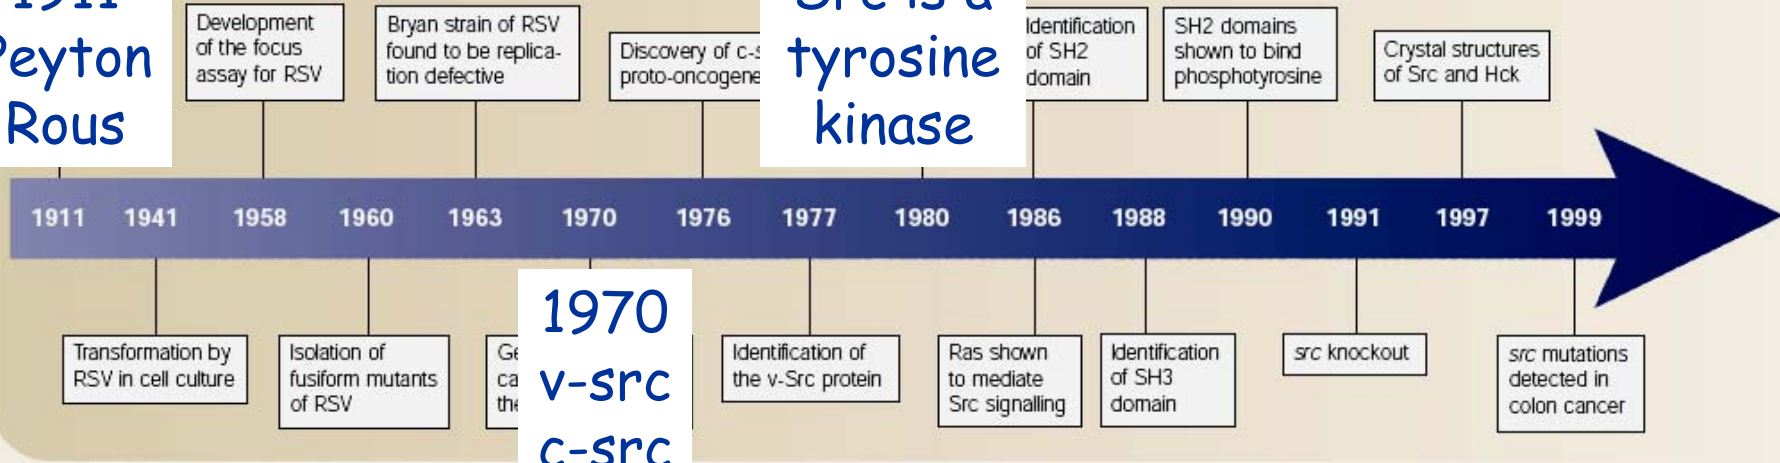 1911
Peyton
Rous
Development
of the focus
assay for RSV
Bryan strain of RSV
found to be replica-
tion defective
Discovery of
proto-oncogene
Src is a
tyrosine
kinase
Identification
of SH2
domain
SH2 domains
shown to bind
phosphotyrosine
Crystal structures
of Src and Hck
1911 1941 1958 1960 1963 1970 1976 1977 1980 1986 1988 1990 1991 1997 1999
Transformation by
RSV in cell culture
Isolation of
fusiform mutants
of RSV
1970
v-src
c-src
Identification of
the v-Src protein
Ras shown
to mediate
Src signalling
Identification
of SH3
domain
src knockout
src mutations
detected in
colon cancer